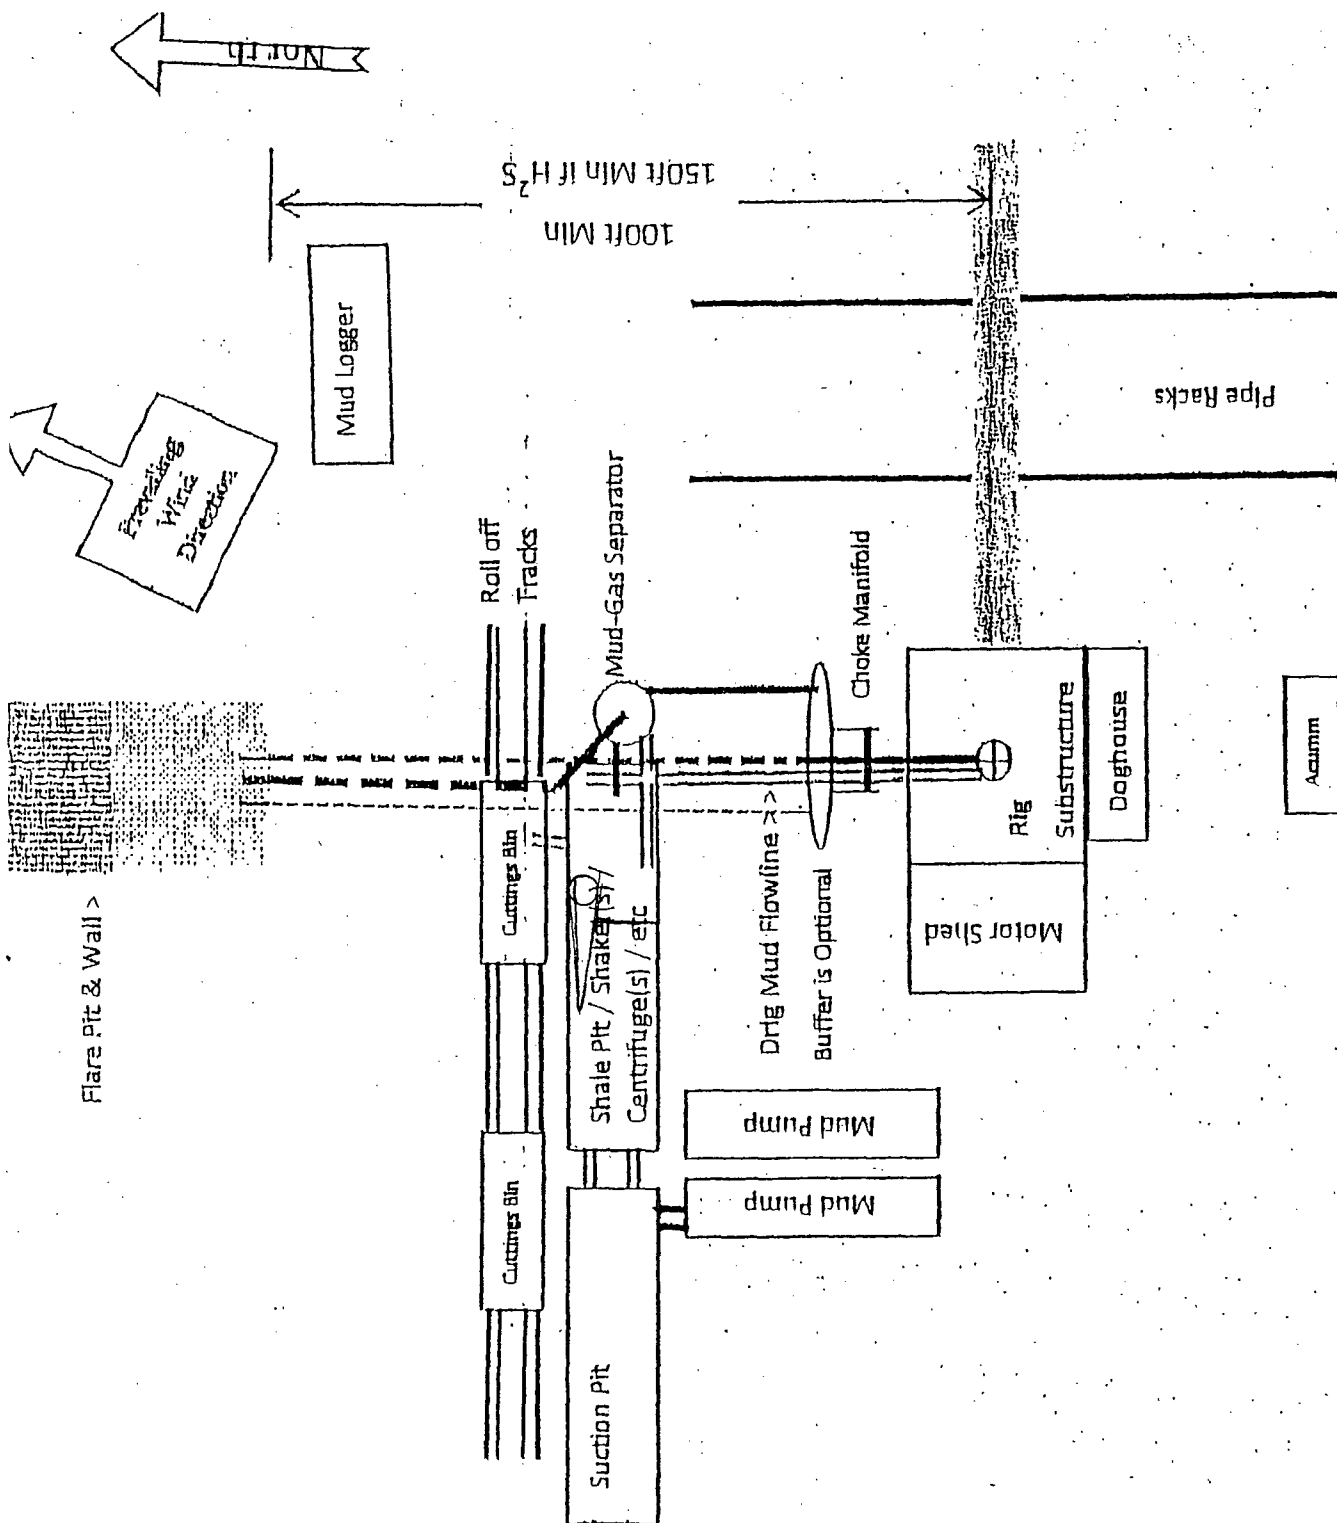 North
150ft Min if H²S
100ft Min
Mud Logger
Prevailing
Wind
Direction
Roll off
Tracks
Mud-Gas Separator
Pipe Racks
Choke Manifold
Flare Pit & Wall >
Cuttings Bin
Shale Pit / Shaker(s) /
Centrifuge(s) / etc
Drlg Mud Flowline > >
Buffer is Optional
Rig
Substructure
Doghouse
Acumm
Motor Shed
Mud Pump
Mud Pump
Cuttings Bin
Suction Pit